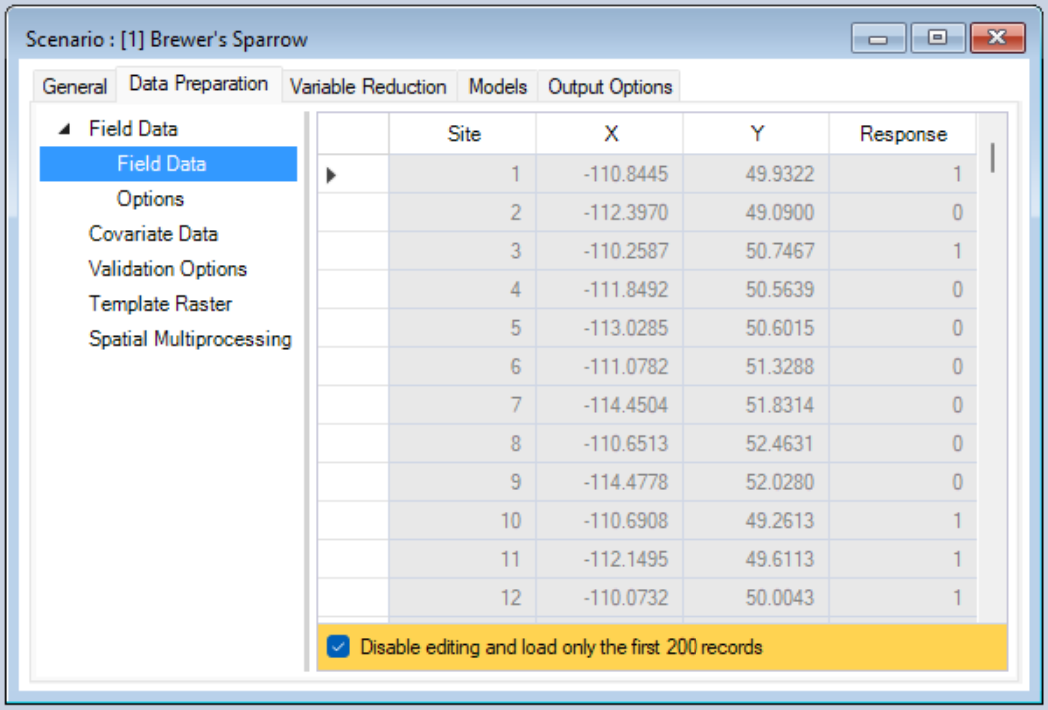 Scenario : [1] Brewer's Sparrow
General Data Preparation Variable Reduction Models Output Options
Field Data
Field Data
Options
Covariate Data
Validation Options
Template Raster
Spatial Multiprocessing
Site X Y Response
1 -110.8445 49.9322 1
2 -112.3970 49.0900 0
3 -110.2587 50.7467 1
4 -111.8492 50.5639 0
5 -113.0285 50.6015 0
6 -111.0782 51.3288 0
7 -114.4504 51.8314 0
8 -110.6513 52.4631 0
9 -114.4778 52.0280 0
10 -110.6908 49.2613 1
11 -112.1495 49.6113 1
12 -110.0732 50.0043 1
Disable editing and load only the first 200 records